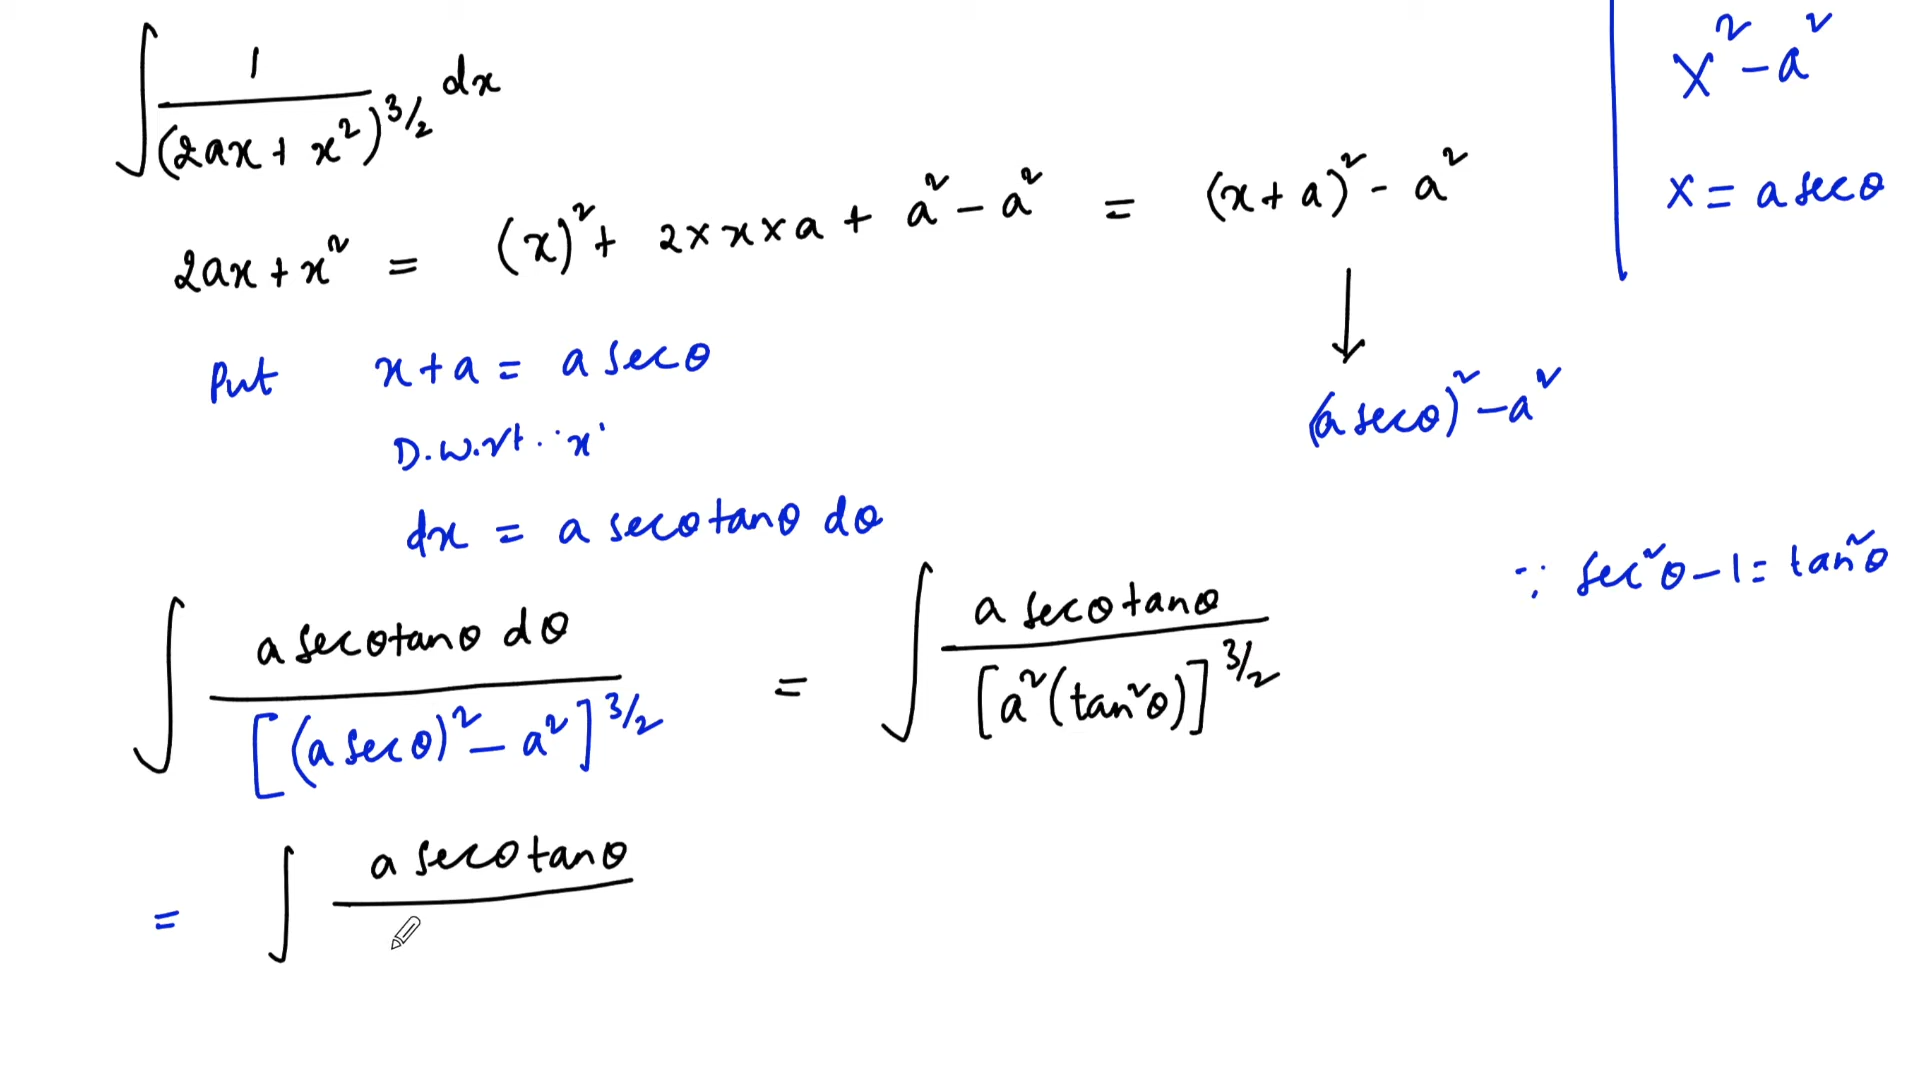 ∫ 1/(2ax + x²)^3/2 dx
x² - a²
x = a secθ
2ax + x² = (x)² + 2 × x × a + a² - a² = (x + a)² - a²
Put x + a = a secθ
(a secθ)² - a²
D.w.r.t. 'x'
dx = a secθ tanθ dθ
∵ sec²θ - 1 = tan²θ
∫ a secθ tanθ dθ / [(a secθ)² - a²]^3/2 = ∫ a secθ tanθ / [a²(tan²θ)]^3/2
= ∫ a secθ tanθ